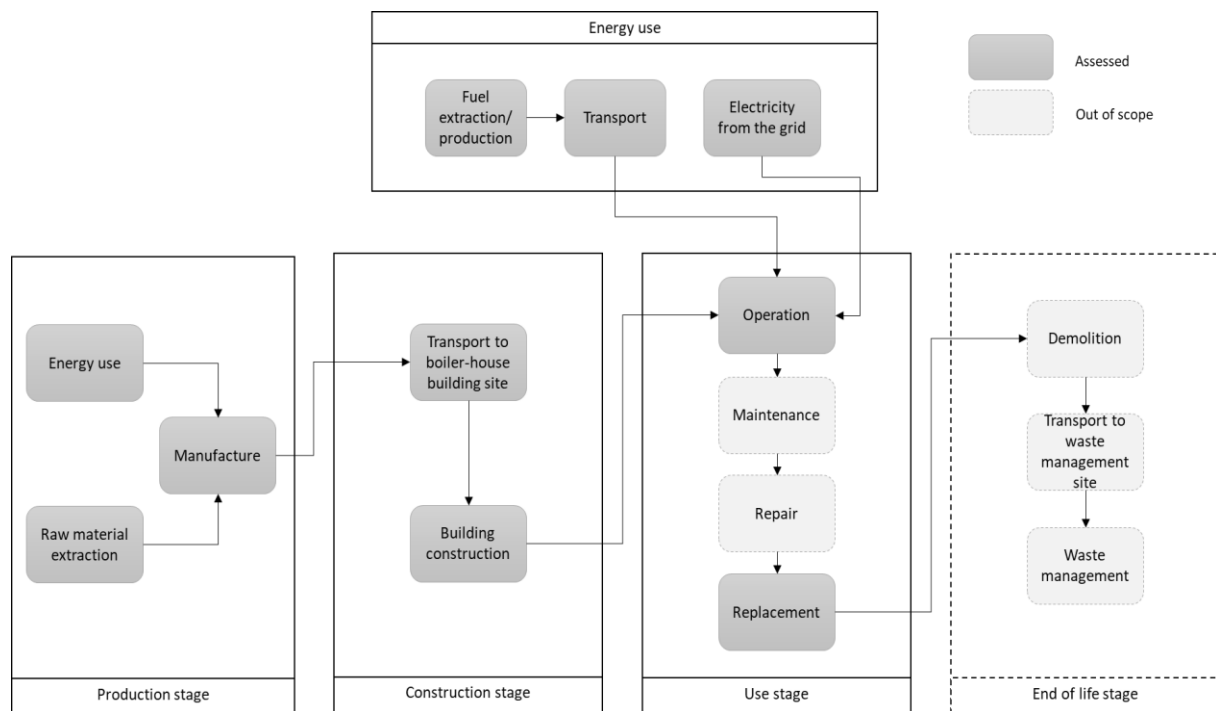 Energy use
Fuel
extraction/
production
Transport
Electricity
from the grid
Assessed
Out of scope
Energy use
Manufacture
Raw material
extraction
Production stage
Transport to
boiler-house
building site
Building
construction
Construction stage
Operation
Maintenance
Repair
Replacement
Use stage
Demolition
Transport to
waste
management
site
Waste
management
End of life stage